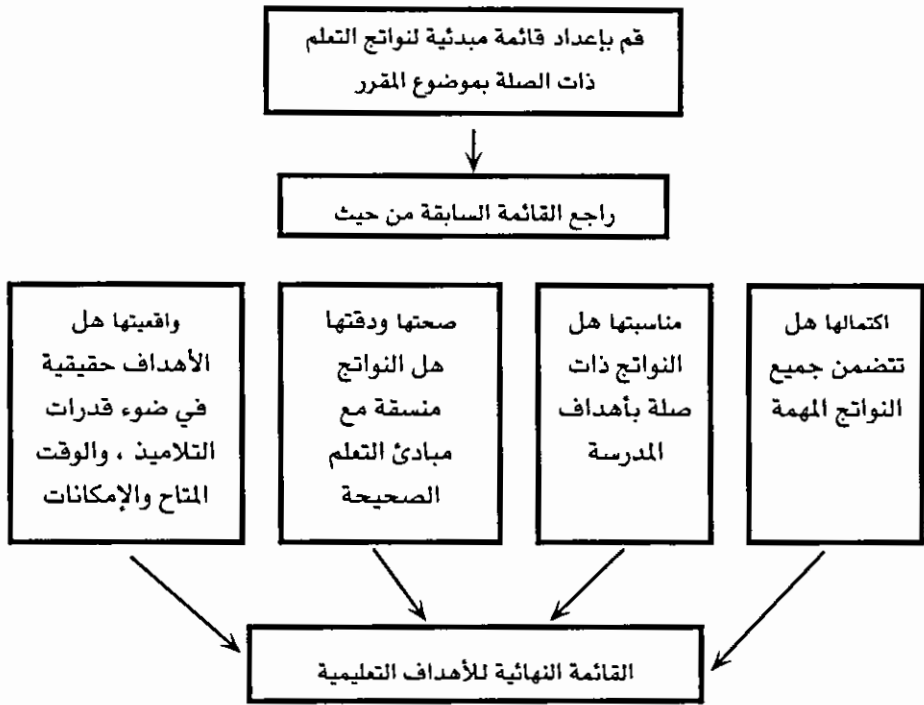 قم بإعداد قائمة مبدئية لنواتج التعلم
ذات الصلة بموضوع المقرر
راجع القائمة السابقة من حيث
اكتمالها هل
تتضمن جميع
النواتج المهمة
مناسبتها هل
النواتج ذات
صلة بأهداف
المدرسة
صحتها ودقتها
هل النواتج
منسقة مع
مبادئ التعلم
الصحيحة
واقعيتها هل
الأهداف حقيقية
في ضوء قدرات
التلاميذ ، والوقت
المتاح والإمكانات
القائمة النهائية للأهداف التعليمية